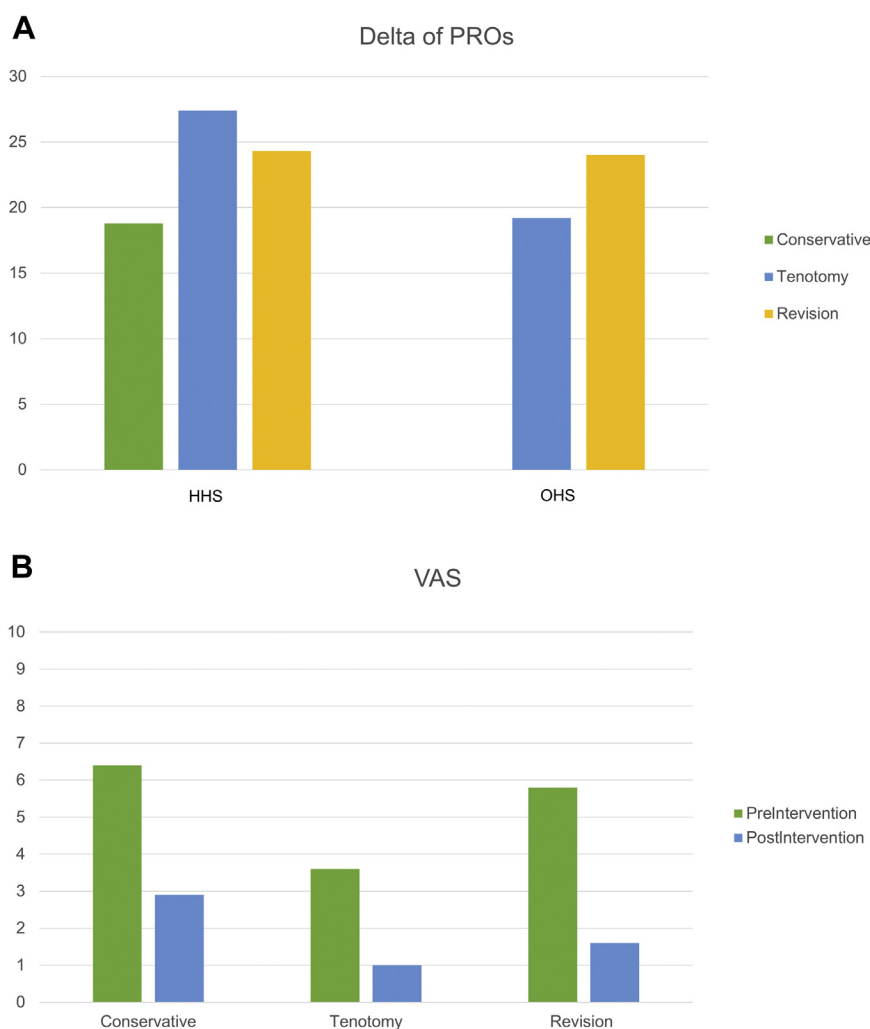 A
Delta of PROs
30
25
20
15
10
5
0
HHS
OHS
Conservative
Tenotomy
Revision
B
VAS
10
9
8
7
6
5
4
3
2
1
0
Conservative
Tenotomy
Revision
PreIntervention
PostIntervention